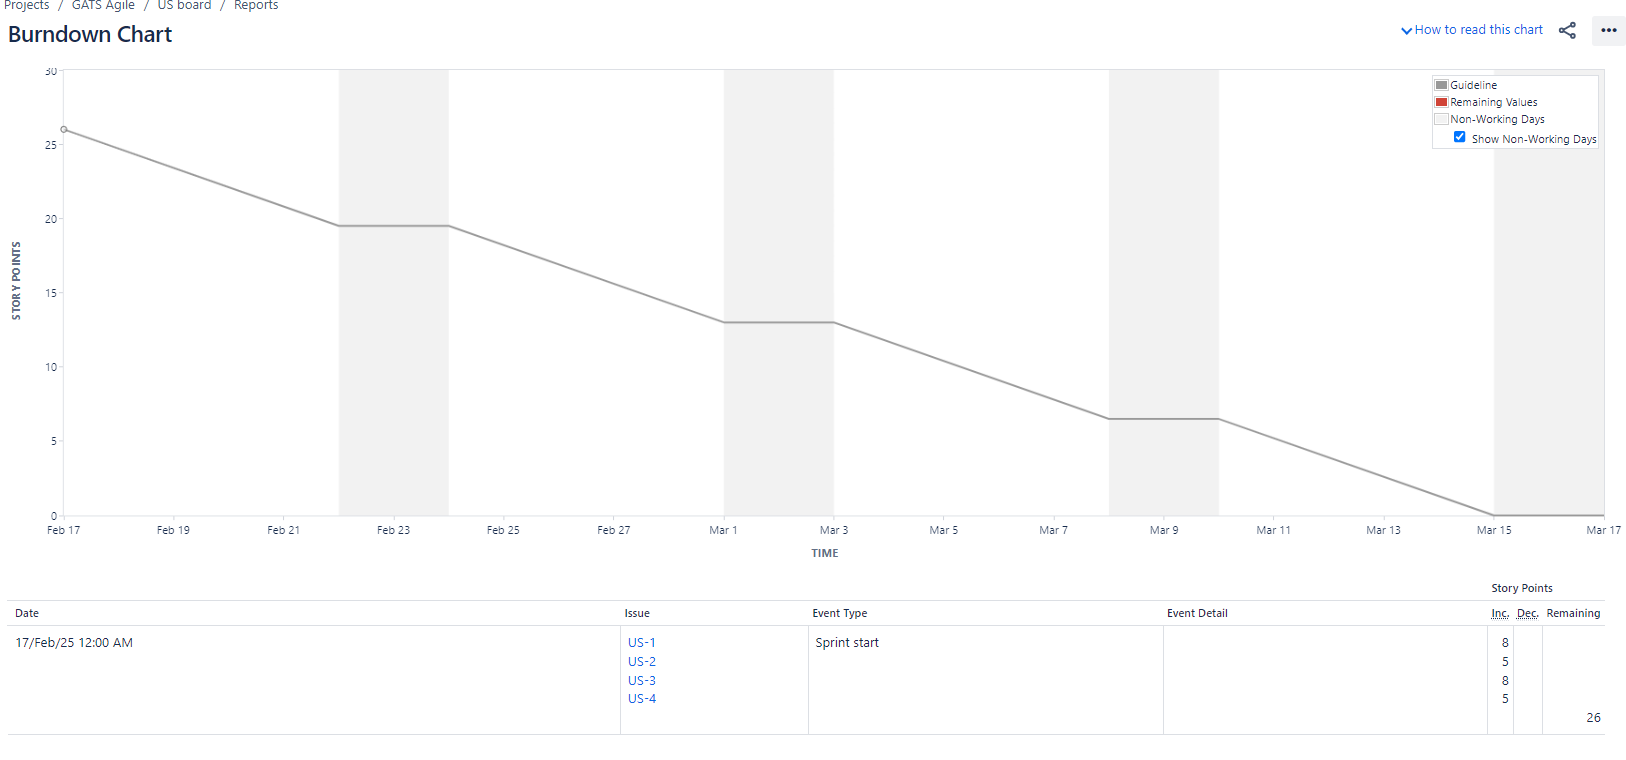 Projects / GATS Agile / US board / Reports
Burndown Chart
How to read this chart
Guideline
Remaining Values
Non-Working Days
Show Non-Working Days
STORY POINTS
30
25
20
15
10
5
0
Feb 17 Feb 19 Feb 21 Feb 23 Feb 25 Feb 27 Mar 1 Mar 3 Mar 5 Mar 7 Mar 9 Mar 11 Mar 13 Mar 15 Mar 17
TIME
Story Points
Date Issue Event Type Event Detail Inc. Dec. Remaining
17/Feb/25 12:00 AM US-1 Sprint start 8
US-2 5
US-3 8
US-4 5
26